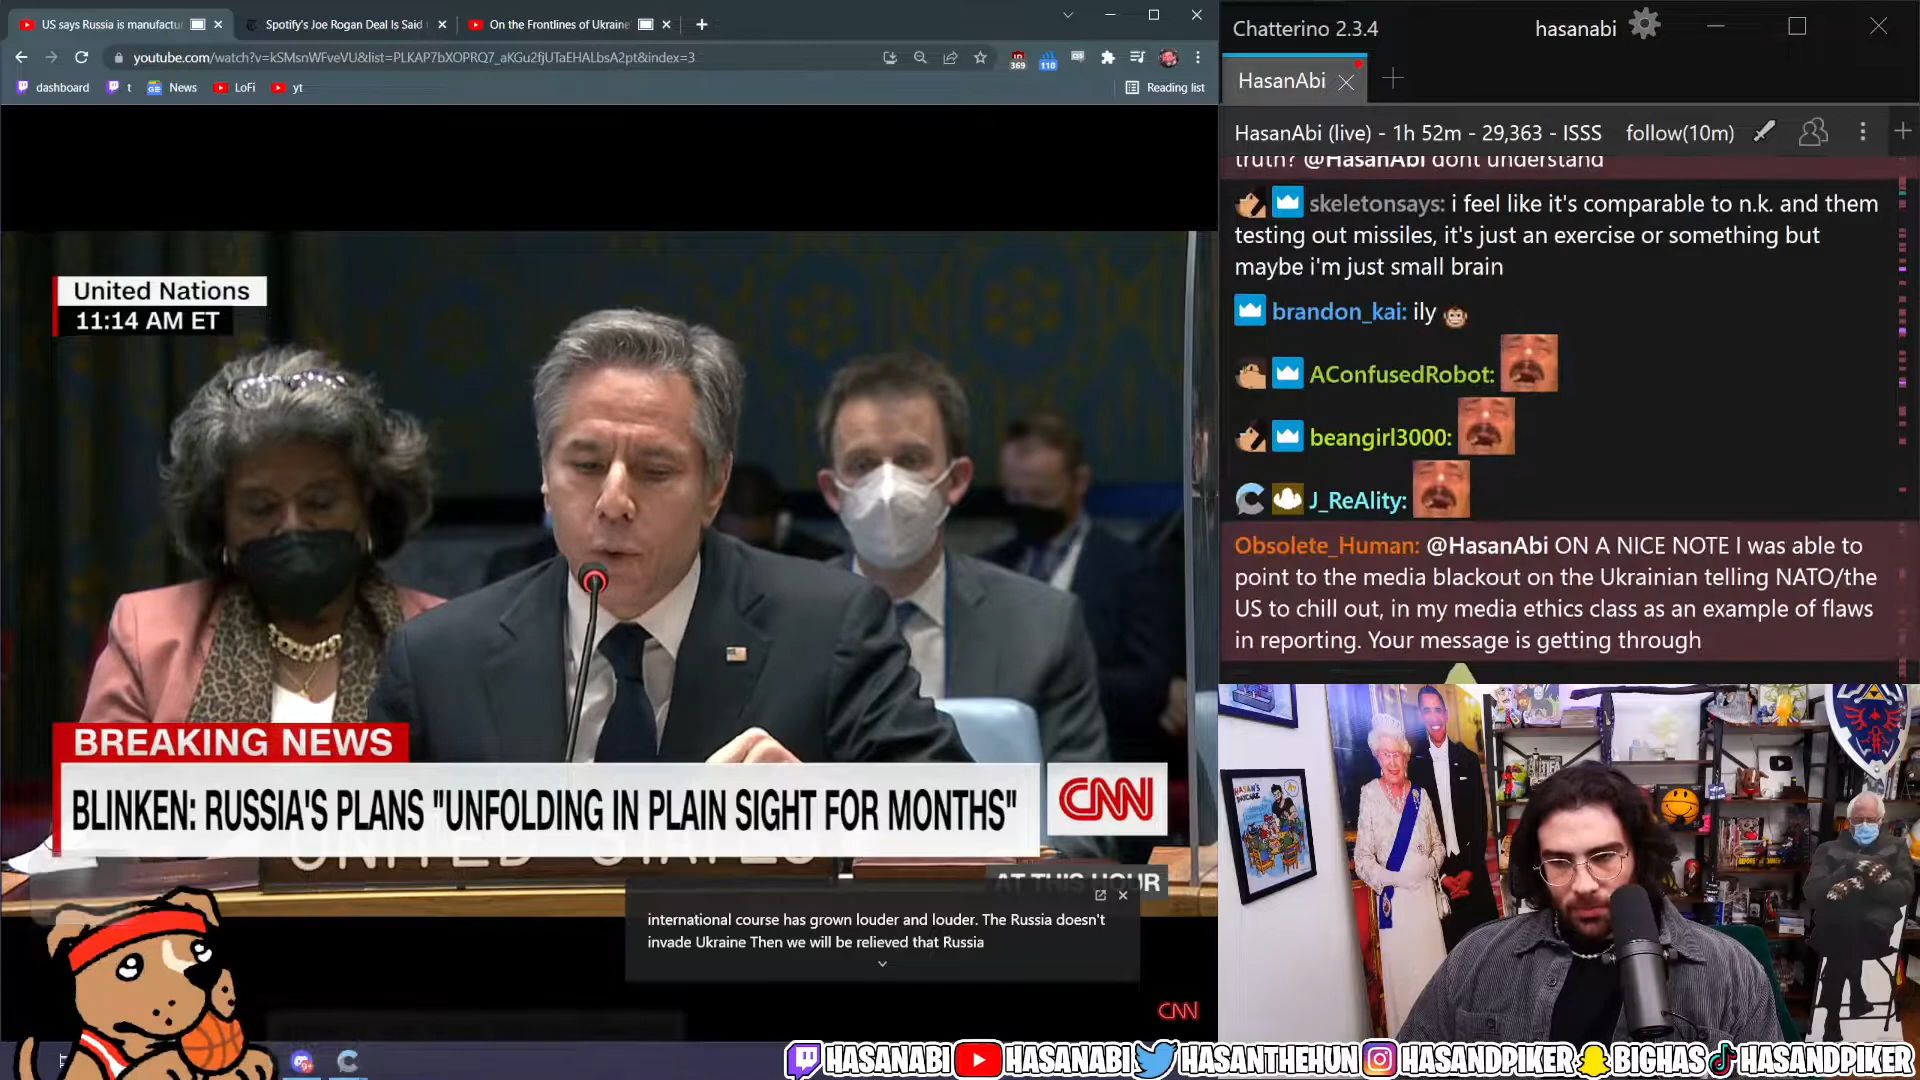 US says Russia is manufactu
Spotify's Joe Rogan Deal Is Said
On the Frontlines of Ukraine
youtube.com/watch?v=kSMsnWFveVU&list=PLKAP7bXOPRQ7_aKGu2fjUTaEHALbsA2pt&index=3
369
110
dashboard
t
News
LoFi
yt
Reading list
United Nations
11:14 AM ET
BREAKING NEWS
BLINKEN: RUSSIA'S PLANS "UNFOLDING IN PLAIN SIGHT FOR MONTHS"
CNN
UNITED STATES
AT THIS HOUR
international course has grown louder and louder. The Russia doesn't
invade Ukraine Then we will be relieved that Russia
CNN
Chatterino 2.3.4
hasanabi
HasanAbi
HasanAbi (live) - 1h 52m - 29,363 - ISSS
follow(10m)
truth? @HasanAbi dont understand
skeletonsays: i feel like it's comparable to n.k. and them
testing out missiles, it's just an exercise or something but
maybe i'm just small brain
brandon_kai: ily
AConfusedRobot:
beangirl3000:
J_ReAlity:
Obsolete_Human: @HasanAbi ON A NICE NOTE I was able to
point to the media blackout on the Ukrainian telling NATO/the
US to chill out, in my media ethics class as an example of flaws
in reporting. Your message is getting through
HASANABI
HASANABI
HASANTHEHUN
HASANDPIKER
BIGHAS
HASANDPIKER